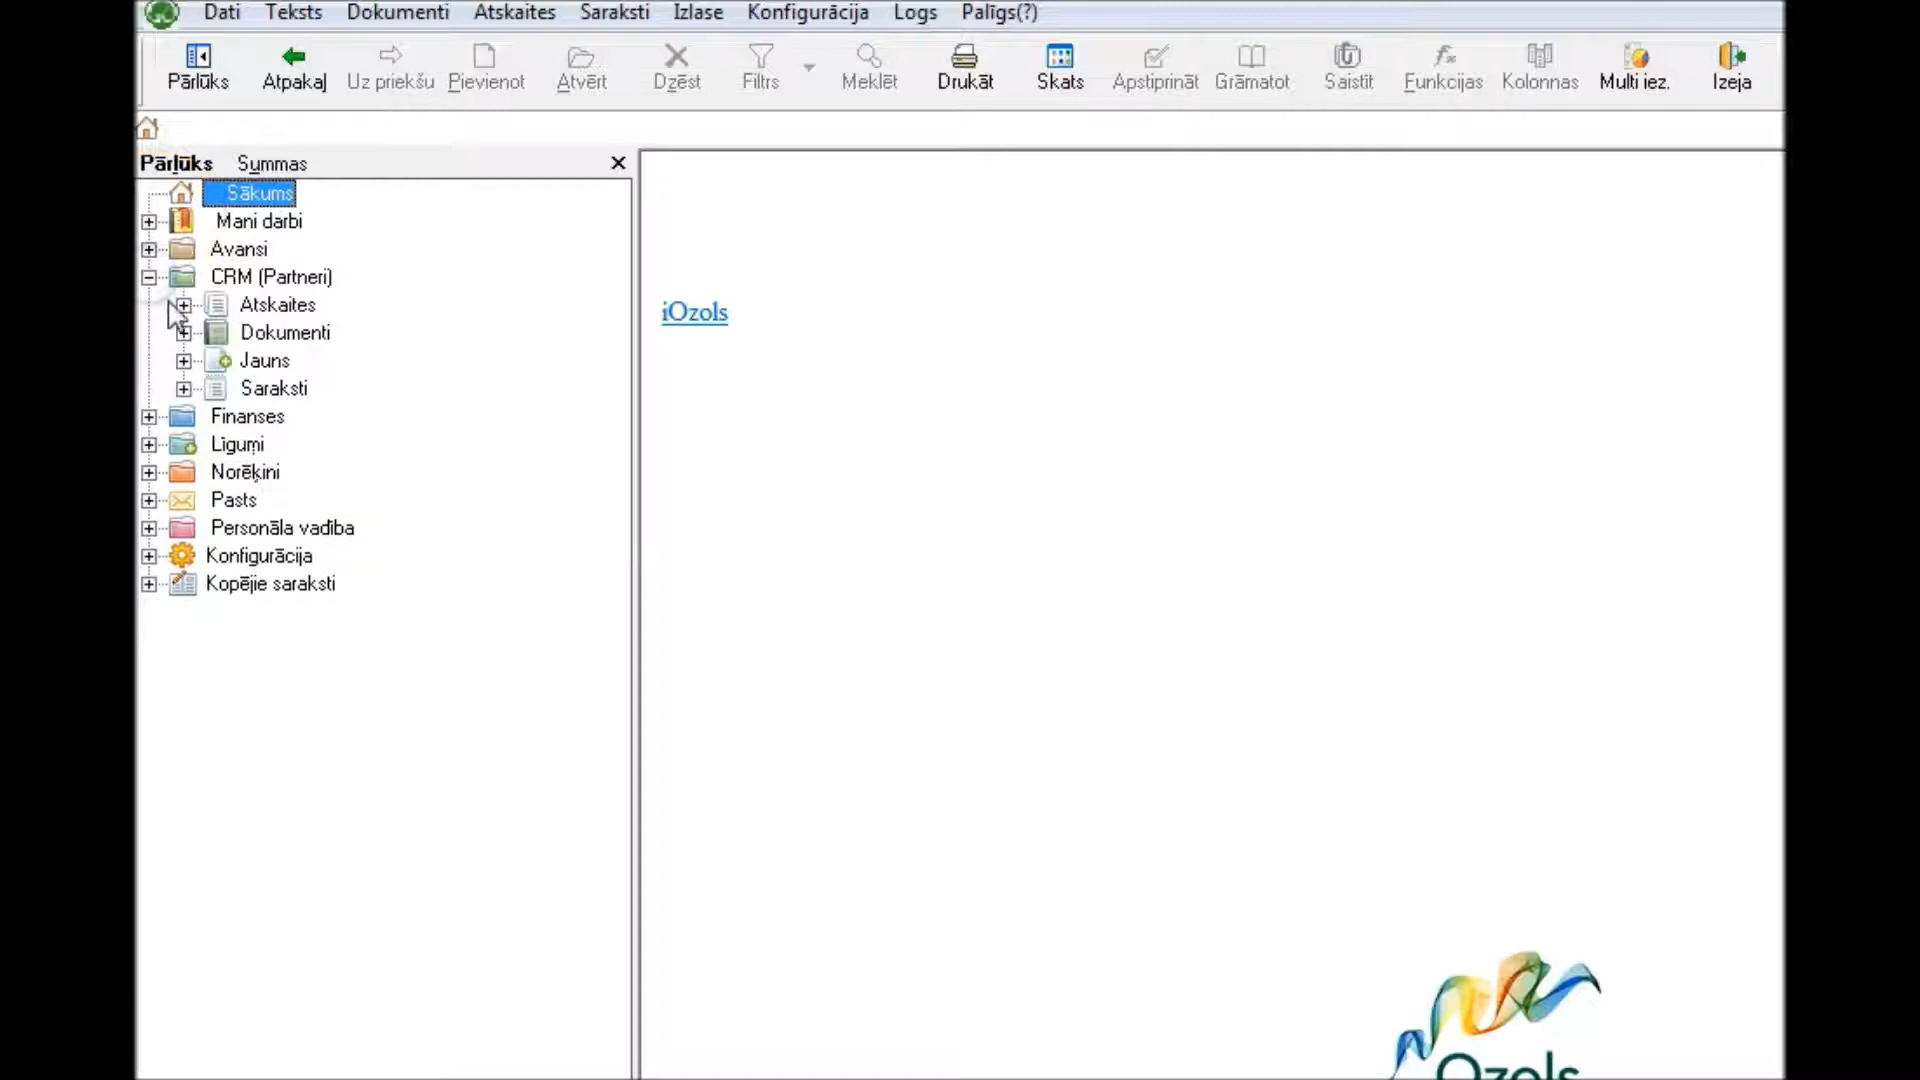 Dati Teksts Dokumenti Atskaites Saraksti Izlase Konfigurācija Logs Palīgs(?)
Pārlūks Atpakaļ Uz priekšu Pievienot Atvērt Dzēst Filtrs Meklēt Drukāt Skats Apstiprināt Grāmatot Saistīt Funkcijas Kolonnas Multi iez. Izeja
Pārlūks Summas
Sākums
Mani darbi
Avansi
CRM (Partneri)
Atskaites
Dokumenti
Jauns
Saraksti
Finanses
Līgumi
Norēķini
Pasts
Personāla vadība
Konfigurācija
Kopējie saraksti
iOzols
Ozols